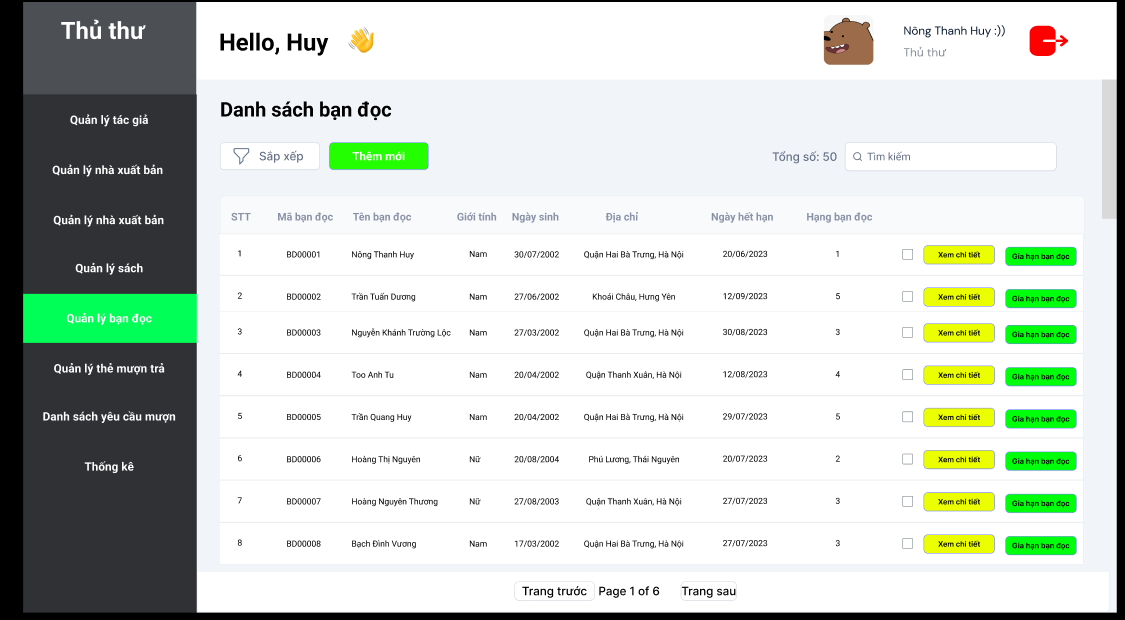 Thủ thư
Hello, Huy
Nông Thanh Huy :))
Thủ thư
Quản lý tác giả
Quản lý nhà xuất bản
Quản lý nhà xuất bản
Quản lý sách
Quản lý bạn đọc
Quản lý thẻ mượn trả
Danh sách yêu cầu mượn
Thống kê
Danh sách bạn đọc
Sắp xếp Thêm mới Tổng số: 50 Tìm kiếm
STT Mã bạn đọc Tên bạn đọc Giới tính Ngày sinh Địa chỉ Ngày hết hạn Hạng bạn đọc
1 BD00001 Nông Thanh Huy Nam 30/07/2002 Quận Hai Bà Trưng, Hà Nội 20/06/2023 1 Xem chi tiết Gia hạn bạn đọc
2 BD00002 Trần Tuấn Dương Nam 27/06/2002 Khoái Châu, Hưng Yên 12/09/2023 5 Xem chi tiết Gia hạn bạn đọc
3 BD00003 Nguyễn Khánh Trường Lộc Nam 27/03/2002 Quận Hai Bà Trưng, Hà Nội 30/08/2023 3 Xem chi tiết Gia hạn bạn đọc
4 BD00004 Too Anh Tu Nam 20/04/2002 Quận Thanh Xuân, Hà Nội 12/08/2023 4 Xem chi tiết Gia hạn bạn đọc
5 BD00005 Trần Quang Huy Nam 20/04/2002 Quận Hai Bà Trưng, Hà Nội 29/07/2023 5 Xem chi tiết Gia hạn bạn đọc
6 BD00006 Hoàng Thị Nguyên Nữ 20/08/2004 Phú Lương, Thái Nguyên 20/07/2023 2 Xem chi tiết Gia hạn bạn đọc
7 BD00007 Hoàng Nguyên Thương Nữ 27/08/2003 Quận Thanh Xuân, Hà Nội 27/07/2023 3 Xem chi tiết Gia hạn bạn đọc
8 BD00008 Bạch Đình Vương Nam 17/03/2002 Quận Hai Bà Trưng, Hà Nội 27/07/2023 3 Xem chi tiết Gia hạn bạn đọc
Trang trước Page 1 of 6 Trang sau